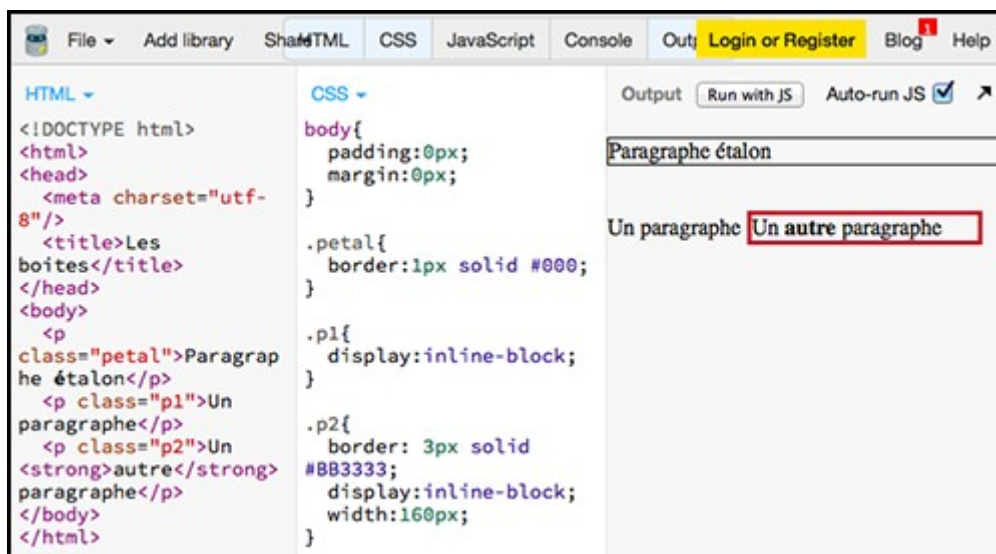 File Add library Share HTML CSS JavaScript Console Login or Register Blog 1 Help
HTML
<!DOCTYPE html>
<html>
<head>
<meta charset="utf-
8"/>
<title>Les
boites</title>
</head>
<body>
<p
class="petal">Paragrap
he étalon</p>
<p class="p1">Un
paragraphe</p>
<p class="p2">Un
<strong>autre</strong>
paragraphe</p>
</body>
</html>
CSS
body{
padding:0px;
margin:0px;
}
.petal{
border:1px solid #000;
}
.p1{
display:inline-block;
}
.p2{
border: 3px solid
#BB3333;
display:inline-block;
width:160px;
}
Output Run with JS Auto-run JS
Paragraphe étalon
Un paragraphe Un autre paragraphe